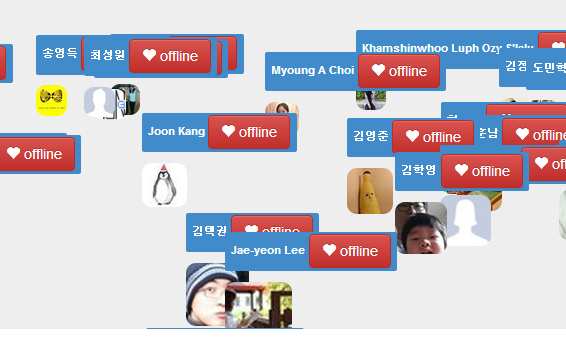 송영득
최성원 offline
Khamshinwhoo Luph Ozy
Myoung A Choi offline
도민혁
Joon Kang offline
김영준 offline
offline
offline
offline
김학영 offline
offline
김택권
Jae-yeon Lee offline